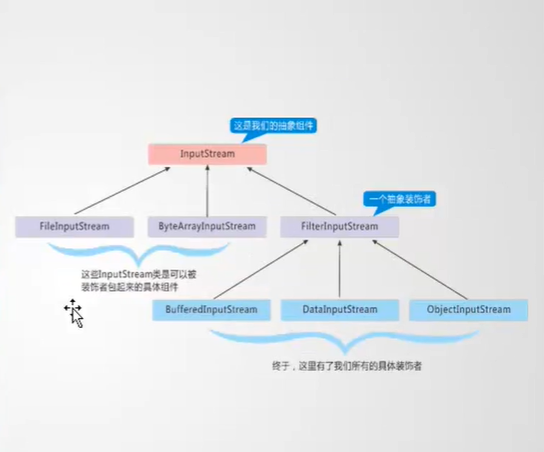 这是我们的抽象组件
InputStream
一个抽象装饰者
FileInputStream
ByteArrayInputStream
FilterInputStream
这些InputStream类是可以被
装饰者包起来的具体组件
BufferedInputStream
DataInputStream
ObjectInputStream
终于，这里有了我们所有的具体装饰者